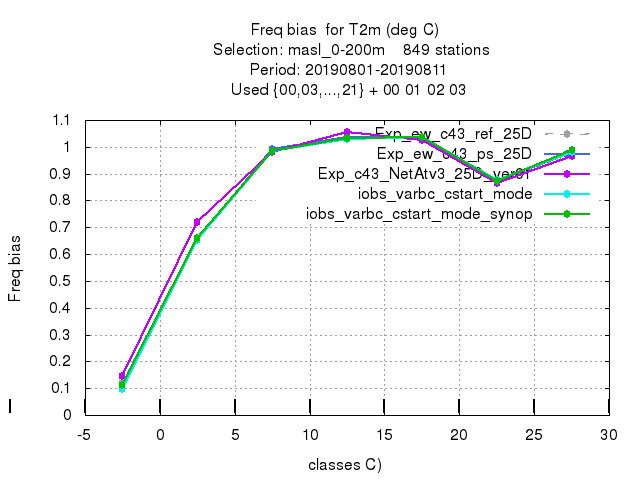 Freq bias for T2m (deg C)
Selection: masl_0-200m 849 stations
Period: 20190801-20190811
Used {00,03,...,21} + 00 01 02 03
Exp_ew_c43_ref_25D
Exp_ew_c43_ps_25D
Exp_c43_NetAtv3_25D_ver01
iobs_varbc_cstart_mode
iobs_varbc_cstart_mode_synop
Freq bias
1.1
1
0.9
0.8
0.7
0.6
0.5
0.4
0.3
0.2
0.1
0
-5 0 5 10 15 20 25 30
classes C)